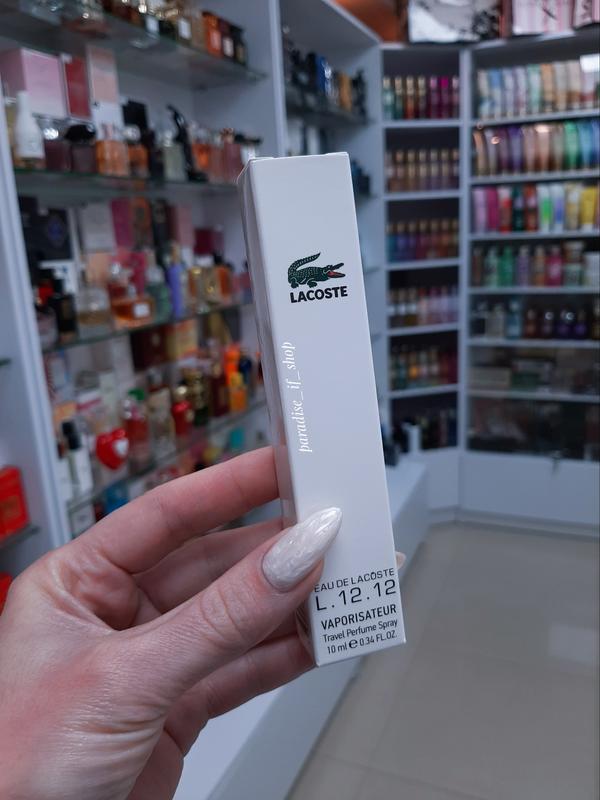 LACOSTE
paradise_if_shop
EAU DE LACOSTE
L.12.12
VAPORISATEUR
Travel Perfume Spray
10 ml ℮ 0.34 FL.OZ.